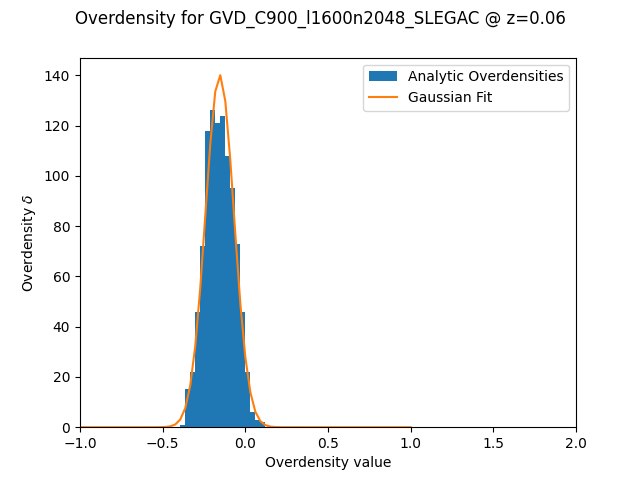 Overdensity for GVD_C900_l1600n2048_SLEGAC @ z=0.06
Analytic Overdensities
Gaussian Fit
Overdensity δ
140
120
100
80
60
40
20
0
−1.0 −0.5 0.0 0.5 1.0 1.5 2.0
Overdensity value